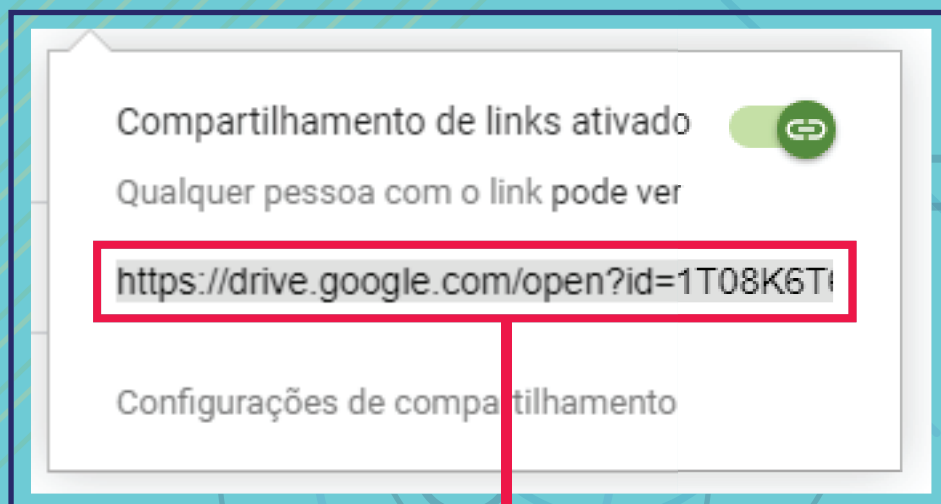 Compartilhamento de links ativado
Qualquer pessoa com o link pode ver
https://drive.google.com/open?id=1T08K6T
Configurações de compartilhamento